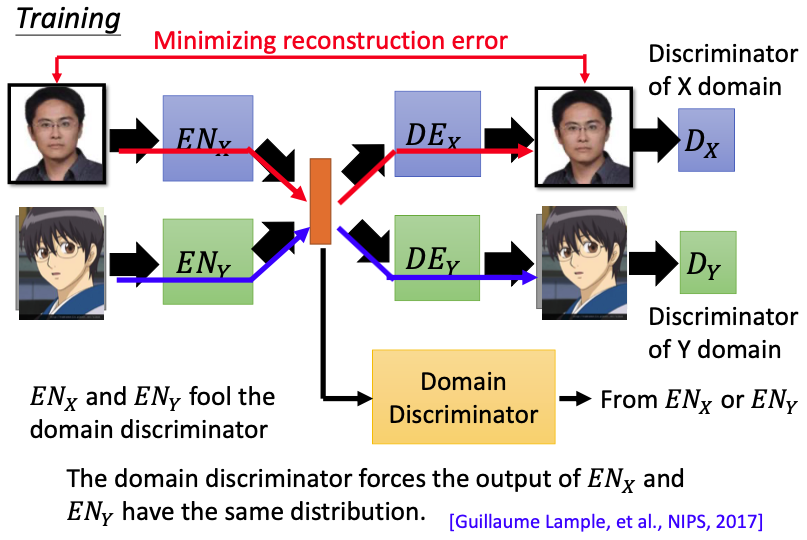 Training
Minimizing reconstruction error
Discriminator
of X domain
EN_X
DE_X
D_X
EN_Y
DE_Y
D_Y
Discriminator
of Y domain
EN_X and EN_Y fool the
domain discriminator
Domain
Discriminator
From EN_X or EN_Y
The domain discriminator forces the output of EN_X and
EN_Y have the same distribution.
[Guillaume Lample, et al., NIPS, 2017]